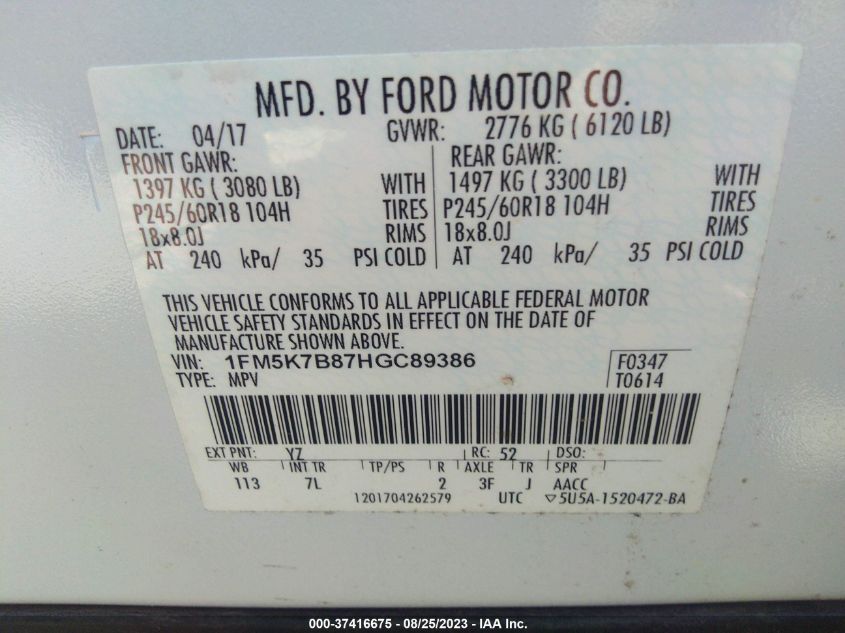 MFD. BY FORD MOTOR CO.
DATE: 04/17 GVWR: 2776 KG ( 6120 LB)
FRONT GAWR: REAR GAWR:
1397 KG ( 3080 LB) WITH 1497 KG ( 3300 LB) WITH
P245/60R18 104H TIRES P245/60R18 104H TIRES
18x8.0J RIMS 18x8.0J RIMS
AT 240 kPa/ 35 PSI COLD AT 240 kPa/ 35 PSI COLD
THIS VEHICLE CONFORMS TO ALL APPLICABLE FEDERAL MOTOR
VEHICLE SAFETY STANDARDS IN EFFECT ON THE DATE OF
MANUFACTURE SHOWN ABOVE.
VIN: 1FM5K7B87HGC89386 F0347
TYPE: MPV T0614
EXT PNT: YZ RC: 52 DSO:
WB INT TR TP/PS R AXLE TR SPR
113 7L 2 3F J AACC
1201704262579 UTC ▽5U5A-1520472-BA
000-37416675 - 08/25/2023 - IAA Inc.